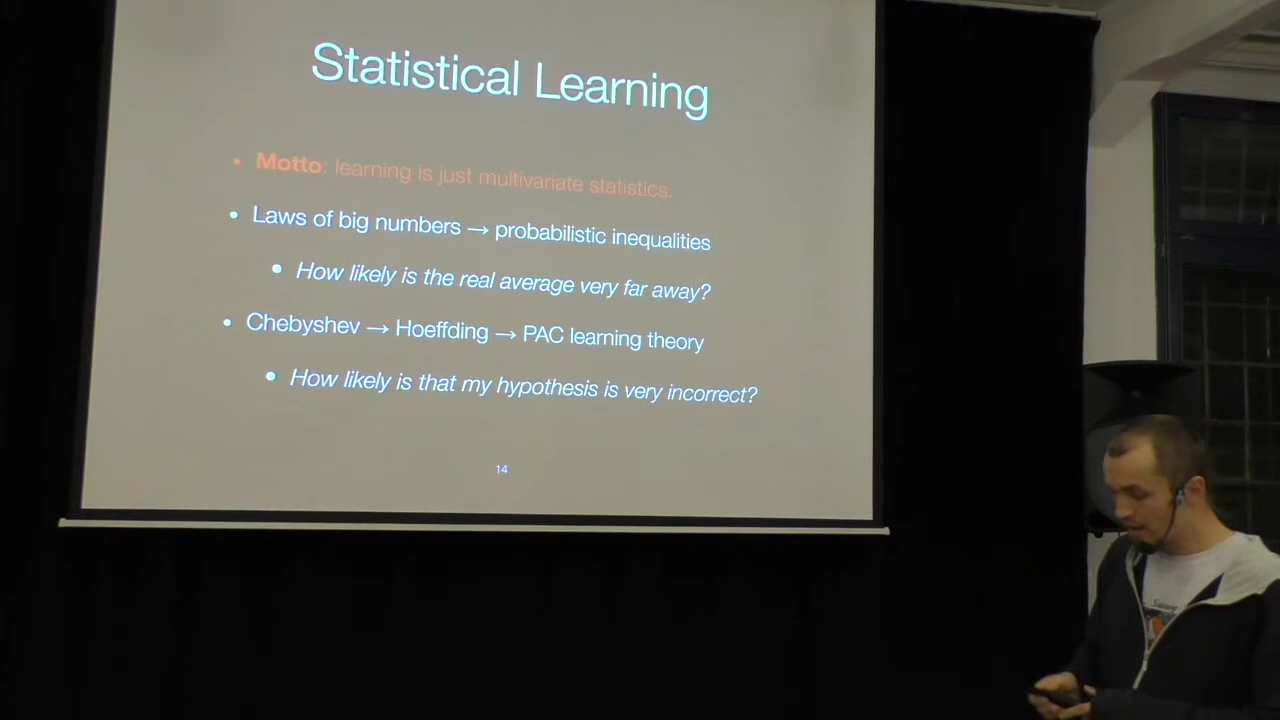 Statistical Learning
• Motto: learning is just multivariate statistics.
• Laws of big numbers → probabilistic inequalities
• How likely is the real average very far away?
• Chebyshev → Hoeffding → PAC learning theory
• How likely is that my hypothesis is very incorrect?
14